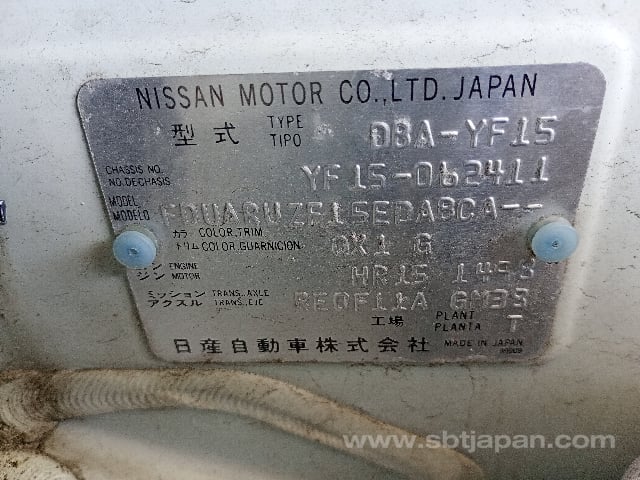 NISSAN MOTOR CO.,LTD. JAPAN
型式 TYPE TIPO DBA-YF15
CHASSIS NO. NO.DECHASIS YF15-062411
MODEL MODELO FDUARUZF15EDABCA--
カラー COLOR,TRIM
トリム COLOR,GUARNICION QX1 G
エンジン ENGINE MOTOR HR15 1498
ミッション TRANS.,AXLE
アクスル TRANS.,EJE RE0F11A GM35
工場 PLANT PLANTA T
日産自動車株式会社 MADE IN JAPAN
www.sbtjapan.com